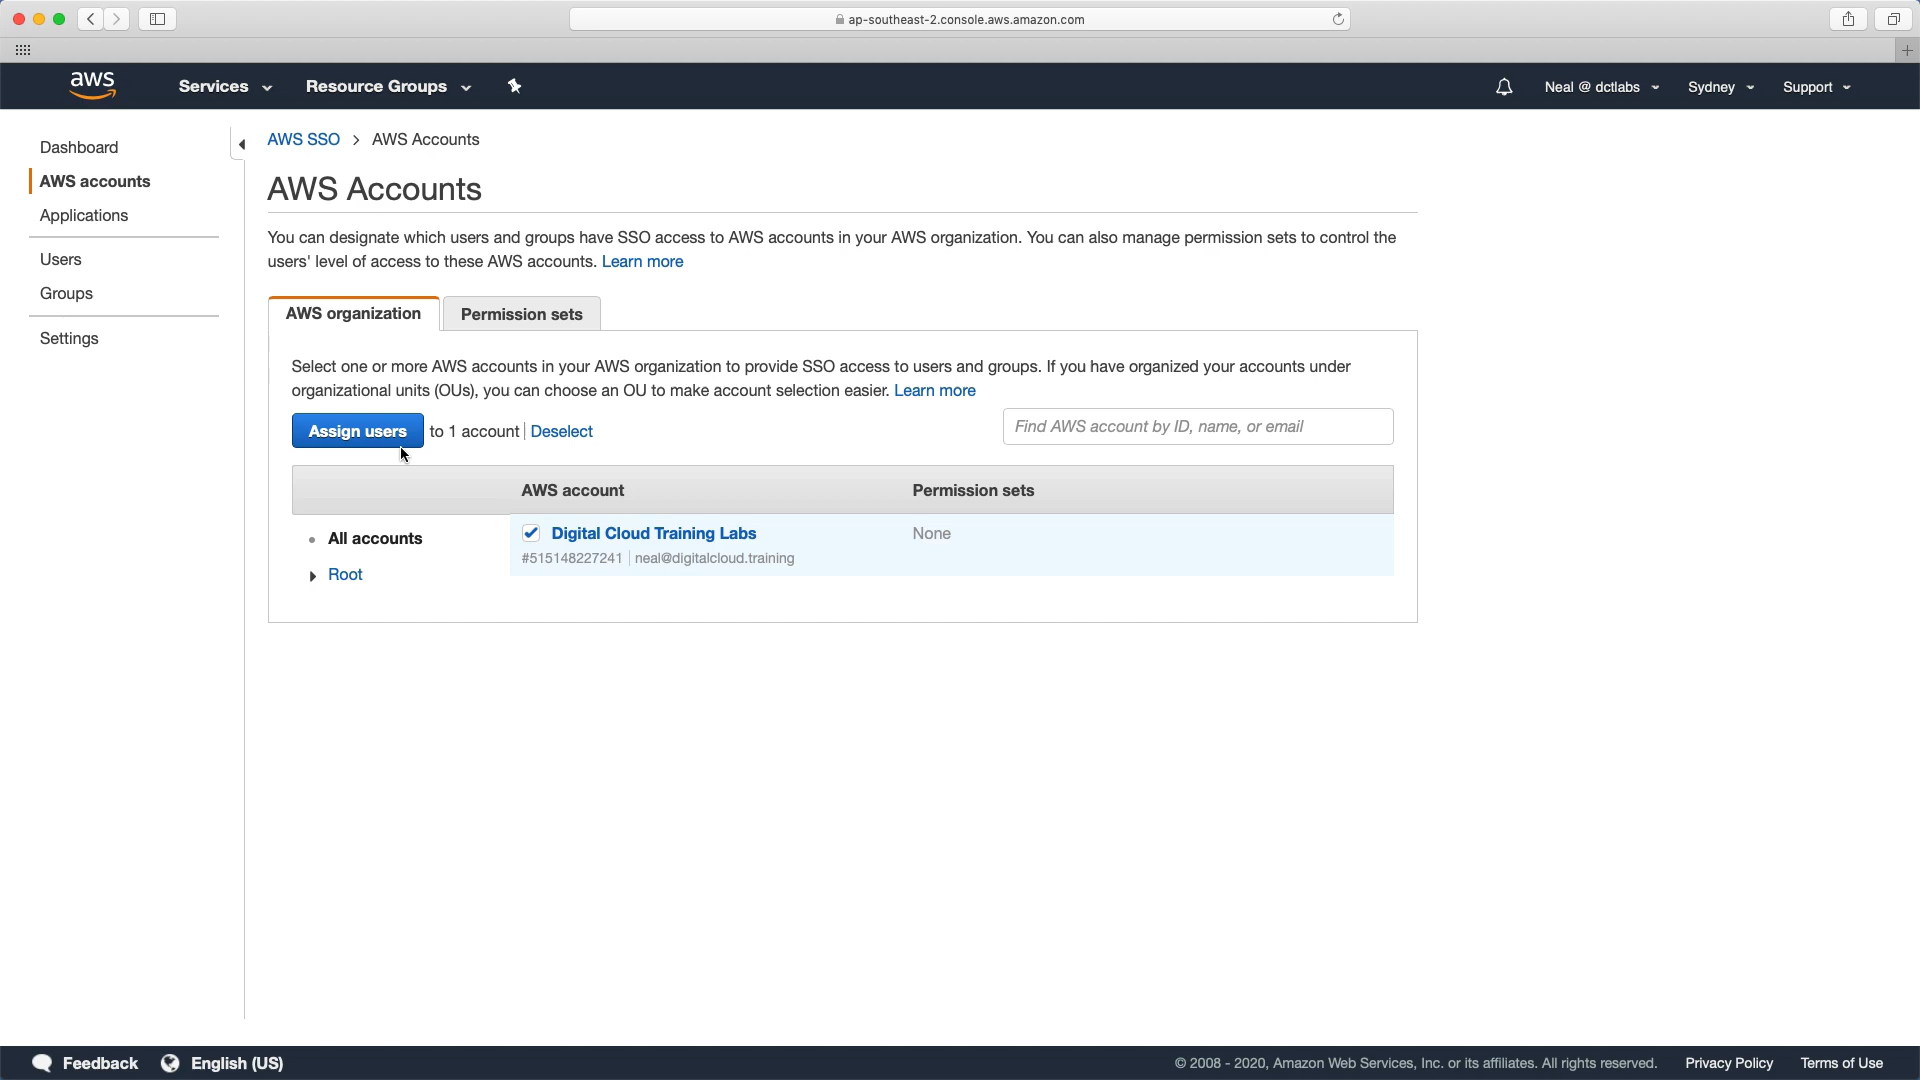 ap-southeast-2.console.aws.amazon.com
aws
Services
Resource Groups
Neal @ dctlabs
Sydney
Support
Dashboard
AWS accounts
Applications
Users
Groups
Settings
AWS SSO > AWS Accounts
AWS Accounts
You can designate which users and groups have SSO access to AWS accounts in your AWS organization. You can also manage permission sets to control the
users' level of access to these AWS accounts. Learn more
AWS organization
Permission sets
Select one or more AWS accounts in your AWS organization to provide SSO access to users and groups. If you have organized your accounts under
organizational units (OUs), you can choose an OU to make account selection easier. Learn more
Assign users to 1 account | Deselect
Find AWS account by ID, name, or email
AWS account
Permission sets
All accounts
Root
Digital Cloud Training Labs
None
#515148227241 | neal@digitalcloud.training
Feedback
English (US)
© 2008 - 2020, Amazon Web Services, Inc. or its affiliates. All rights reserved.
Privacy Policy
Terms of Use